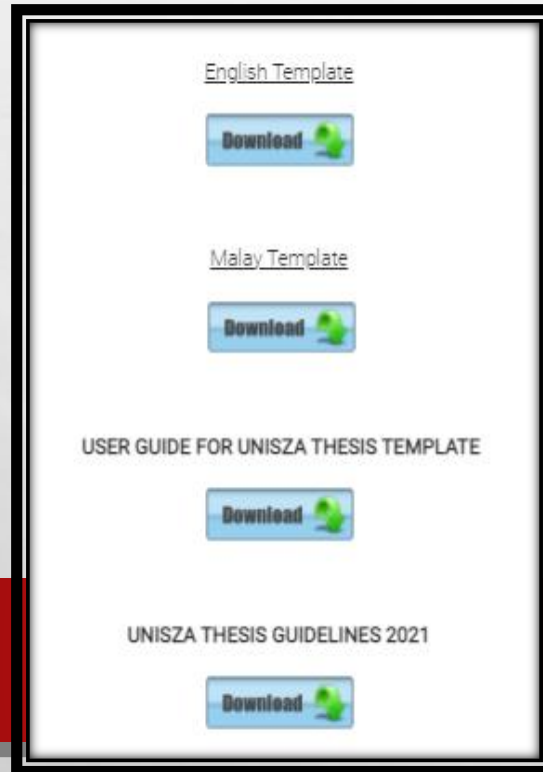 English Template
Download
Malay Template
Download
USER GUIDE FOR UNISZA THESIS TEMPLATE
Download
UNISZA THESIS GUIDELINES 2021
Download